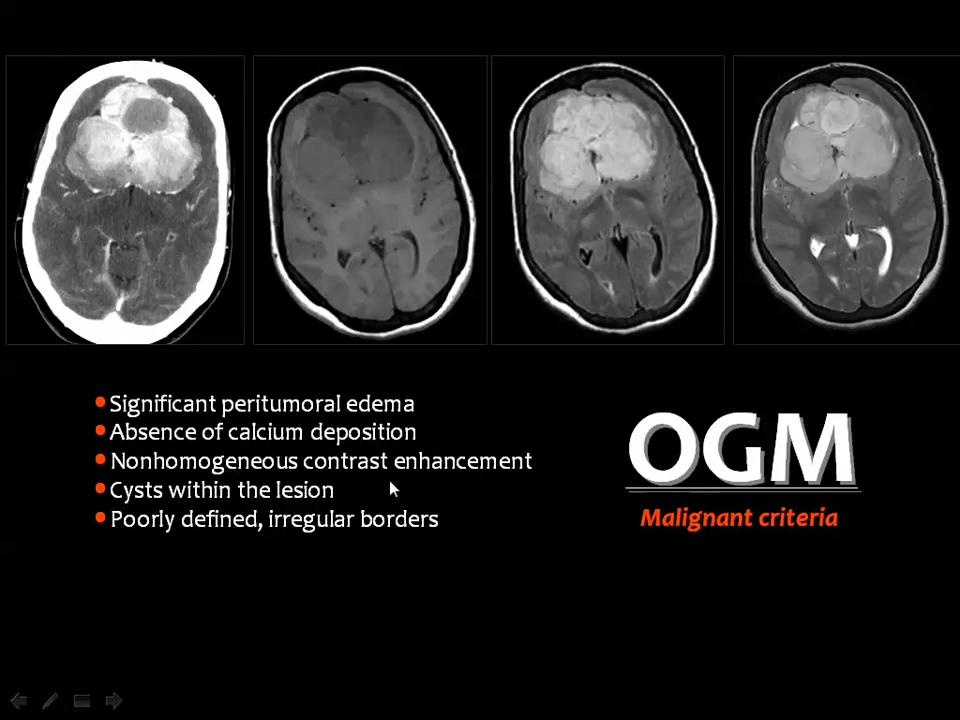 Significant peritumoral edema
Absence of calcium deposition
Nonhomogeneous contrast enhancement
Cysts within the lesion
Poorly defined, irregular borders
OGM
Malignant criteria